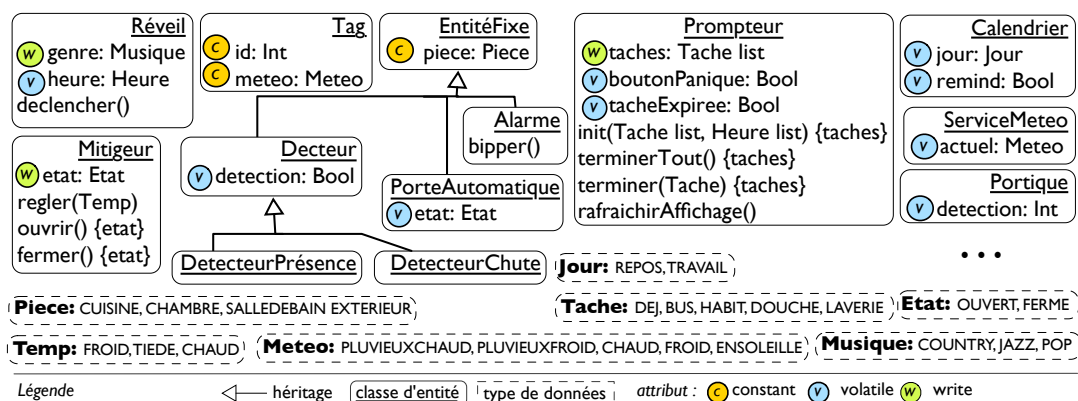 Réveil
w genre: Musique
v heure: Heure
declencher()
Tag
c id: Int
c meteo: Meteo
EntitéFixe
c piece: Piece
Prompteur
w taches: Tache list
v boutonPanique: Bool
v tacheExpiree: Bool
init(Tache list, Heure list) {taches}
terminerTout() {taches}
terminer(Tache) {taches}
rafraichirAffichage()
Calendrier
v jour: Jour
v remind: Bool
Mitigeur
w etat: Etat
regler(Temp)
ouvrir() {etat}
fermer() {etat}
Decteur
v detection: Bool
Alarme
bipper()
PorteAutomatique
v etat: Etat
ServiceMeteo
v actuel: Meteo
Portique
v detection: Int
DetecteurPrésence
DetecteurChute
Jour: REPOS,TRAVAIL
• • •
Piece: CUISINE, CHAMBRE, SALLEDEBAIN EXTERIEUR
Tache: DEJ, BUS, HABIT, DOUCHE, LAVERIE
Etat: OUVERT, FERME
Temp: FROID,TIEDE, CHAUD
Meteo: PLUVIEUXCHAUD, PLUVIEUXFROID, CHAUD, FROID, ENSOLEILLE
Musique: COUNTRY, JAZZ, POP
Légende
héritage
classe d'entité
type de données
attribut : c constant v volatile w write